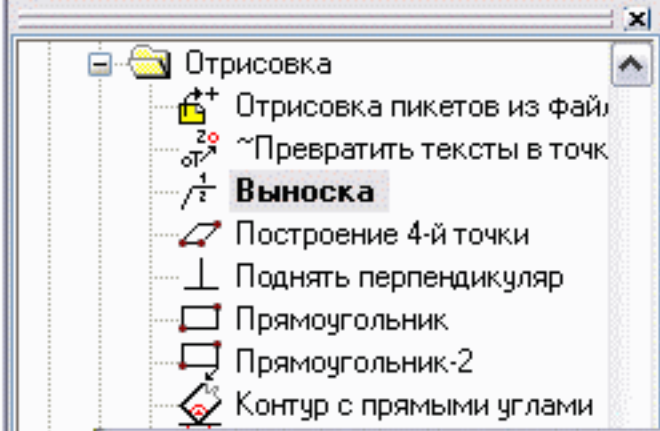 Отрисовка
Отрисовка пикетов из файл
~Превратить тексты в точк
Выноска
Построение 4-й точки
Поднять перпендикуляр
Прямоугольник
Прямоугольник-2
Контур с прямыми углами